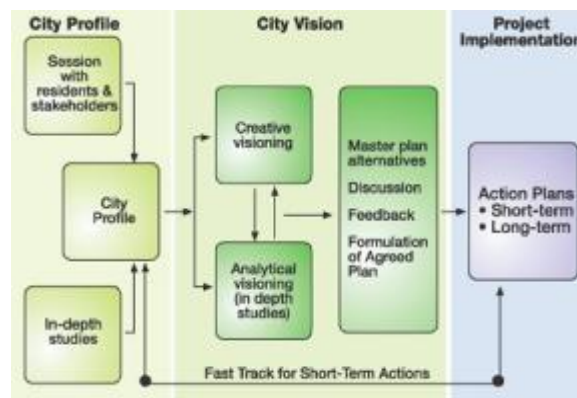 City Profile
City Vision
Project
Implementation
Session
with
residents &
stakeholders
City
Profile
In-depth
studies
Creative
visioning
Analytical
visioning
(in depth
studies)
Master plan
alternatives
Discussion
Feedback
Formulation
of Agreed
Plan
Action Plans
• Short-term
• Long-term
Fast Track for Short-Term Actions